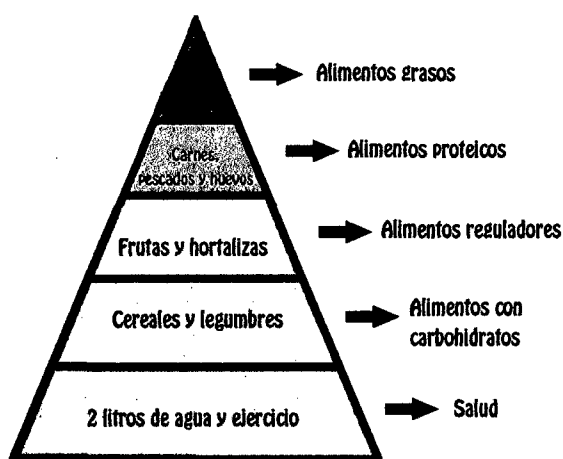 Alimentos grasos
Carnes,
pescados y huevos
Alimentos proteicos
Frutas y hortalizas
Alimentos reguladores
Cereales y legumbres
Alimentos con
carbohidratos
2 litros de agua y ejercicio
Salud